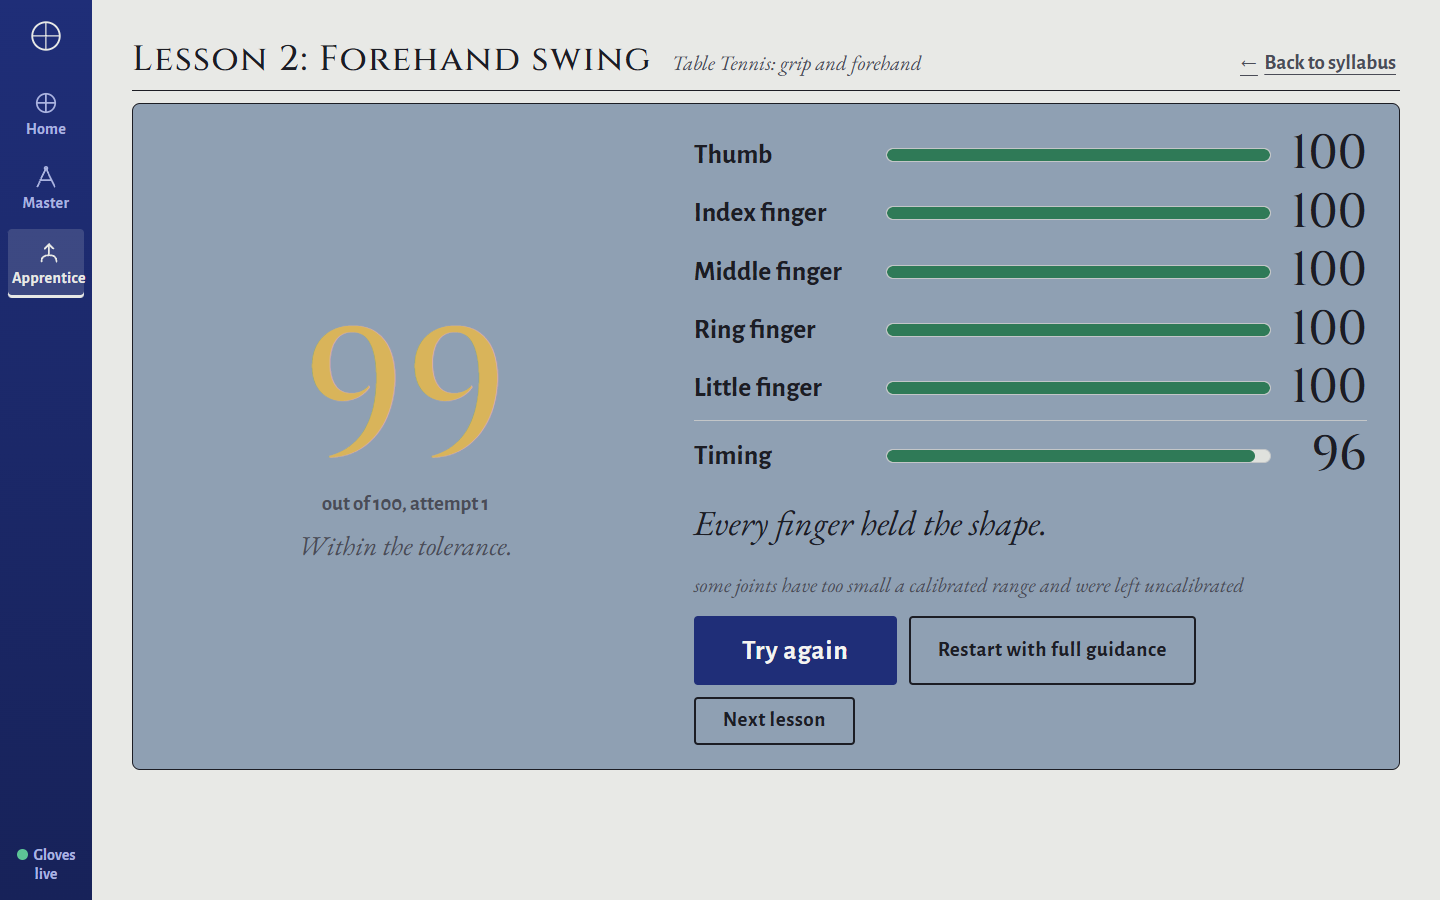 Lesson 2: Forehand swing
Table Tennis: grip and forehand
← Back to syllabus
Home
Master
Apprentice
Gloves
live
99
out of 100, attempt 1
Within the tolerance.
Thumb 100
Index finger 100
Middle finger 100
Ring finger 100
Little finger 100
Timing 96
Every finger held the shape.
some joints have too small a calibrated range and were left uncalibrated
Try again
Restart with full guidance
Next lesson